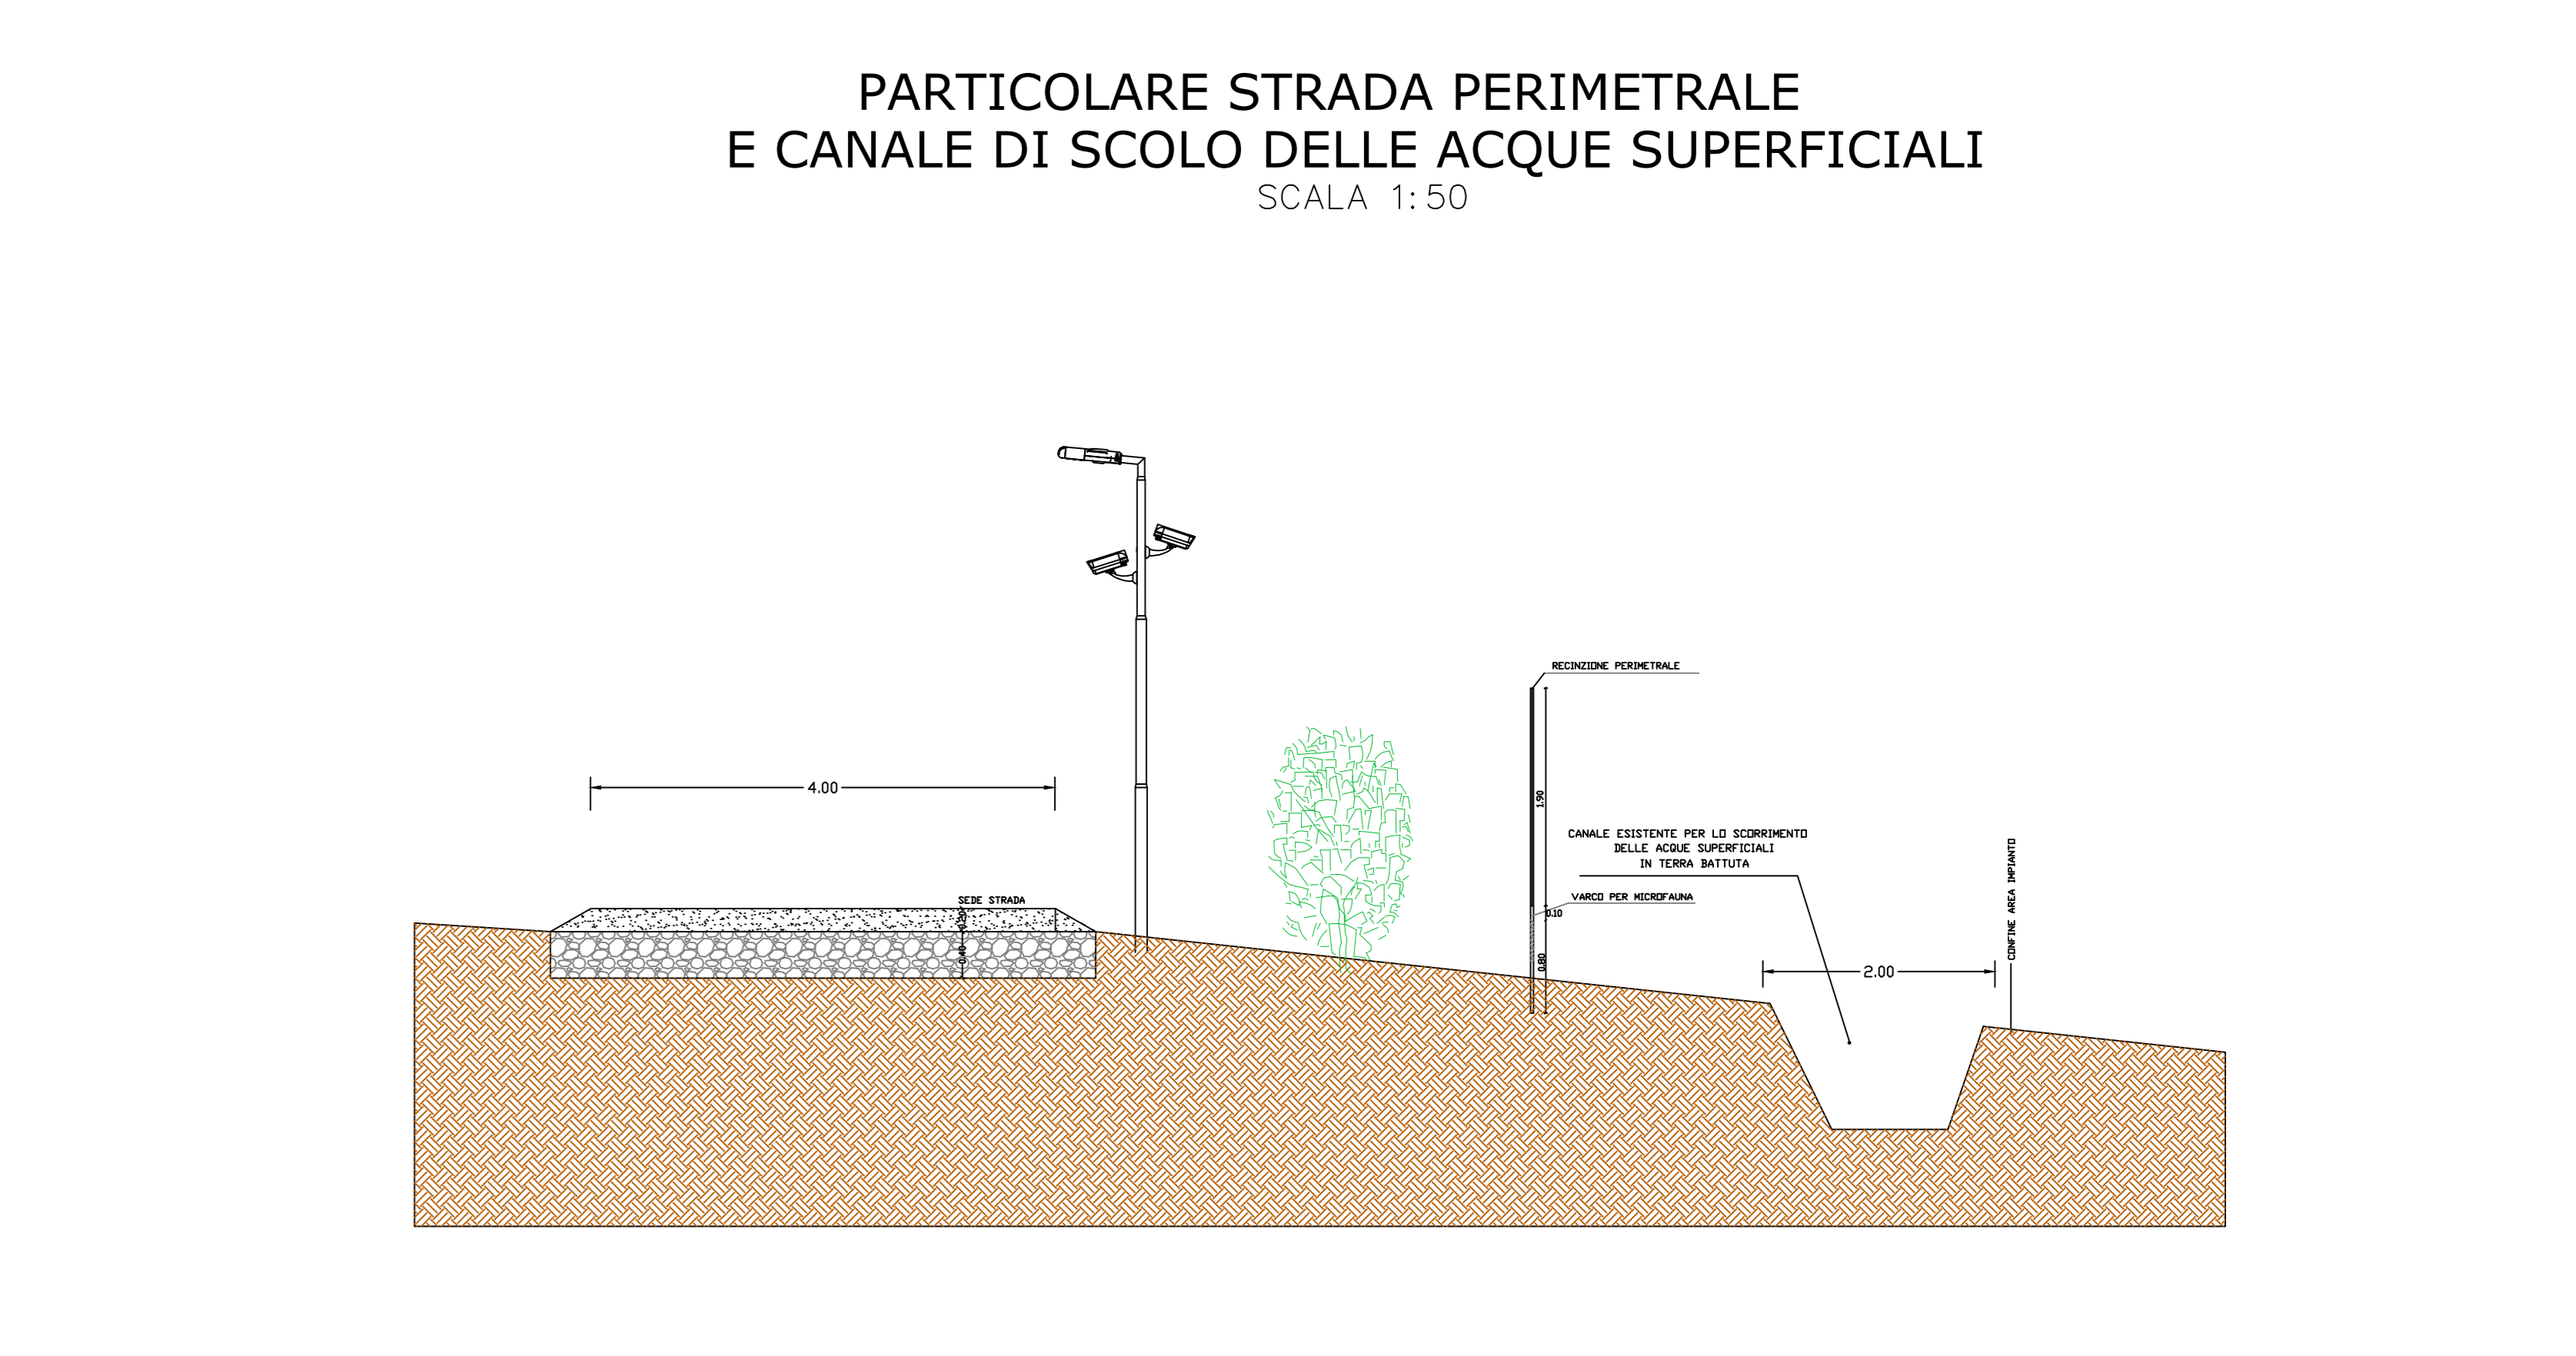 PARTICOLARE STRADA PERIMETRALE
E CANALE DI SCOLO DELLE ACQUE SUPERFICIALI
SCALA 1:50
RECINZIONE PERIMETRALE
4.00
1.90
CANALE ESISTENTE PER LO SCORRIMENTO
DELLE ACQUE SUPERFICIALI
IN TERRA BATTUTA
CONFINE AREA IMPIANTO
VARCO PER MICROFAUNA
SEDE STRADA
0.10
0.20
0.40
0.80
2.00